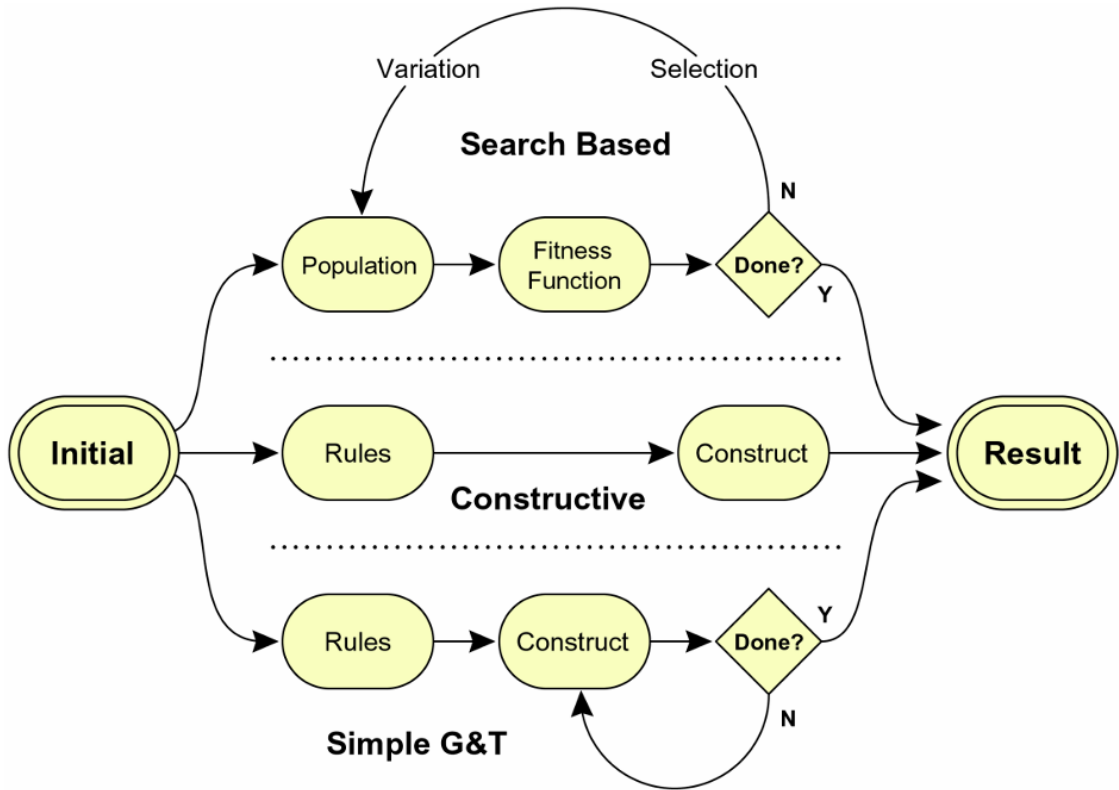 Variation
Selection
Search Based
N
Population
Fitness
Function
Done?
Y
Initial
Rules
Construct
Result
Constructive
Rules
Construct
Done?
Y
N
Simple G&T